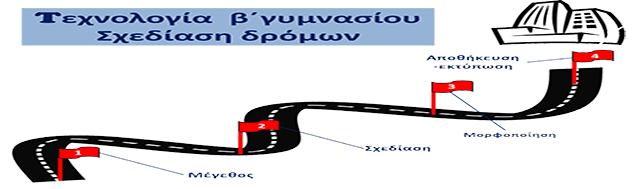 Τεχνολογία β΄γυμνασίου
Σχεδίαση δρόμων
Αποθήκευση
-εκτύπωση
4
3
Μορφοποίηση
2
Σχεδίαση
1
Μέγεθος